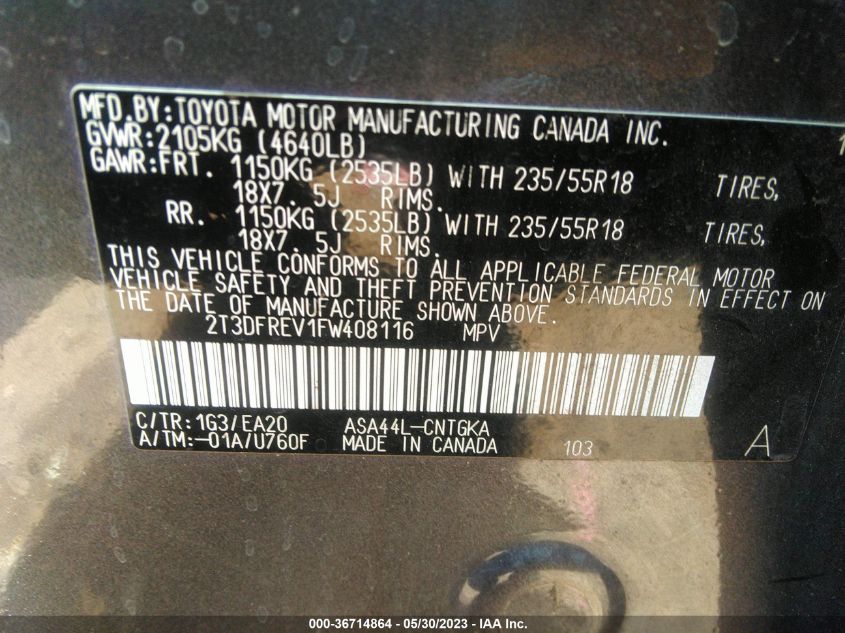 MFD.BY:TOYOTA MOTOR MANUFACTURING CANADA INC.
GVWR:2105KG (4640LB)
GAWR:FRT. 1150KG (2535LB) WITH 235/55R18 TIRES,
18X7. 5J RIMS.
RR. 1150KG (2535LB) WITH 235/55R18 TIRES,
18X7. 5J RIMS.
THIS VEHICLE CONFORMS TO ALL APPLICABLE FEDERAL MOTOR
VEHICLE SAFETY AND THEFT PREVENTION STANDARDS IN EFFECT ON
THE DATE OF MANUFACTURE SHOWN ABOVE.
2T3DFREV1FW408116 MPV
C/TR:1G3/EA20 ASA44L-CNTGKA
A/TM:-01A/U760F MADE IN CANADA 103 A
000-36714864 - 05/30/2023 - IAA Inc.